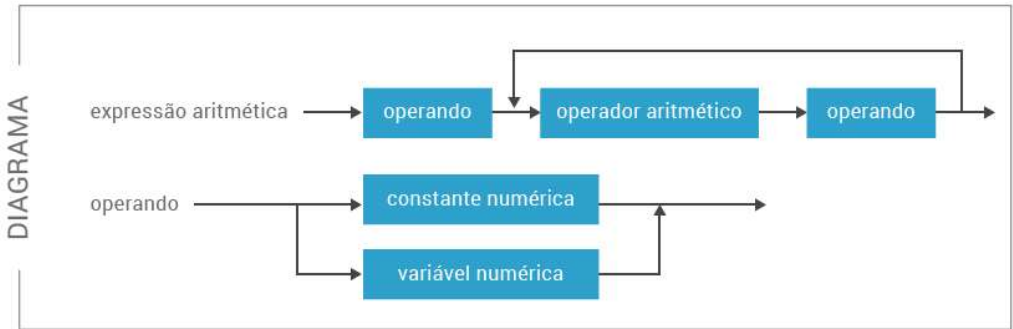 DIAGRAMA
expressão aritmética operando operador aritmético operando
operando constante numérica
variável numérica